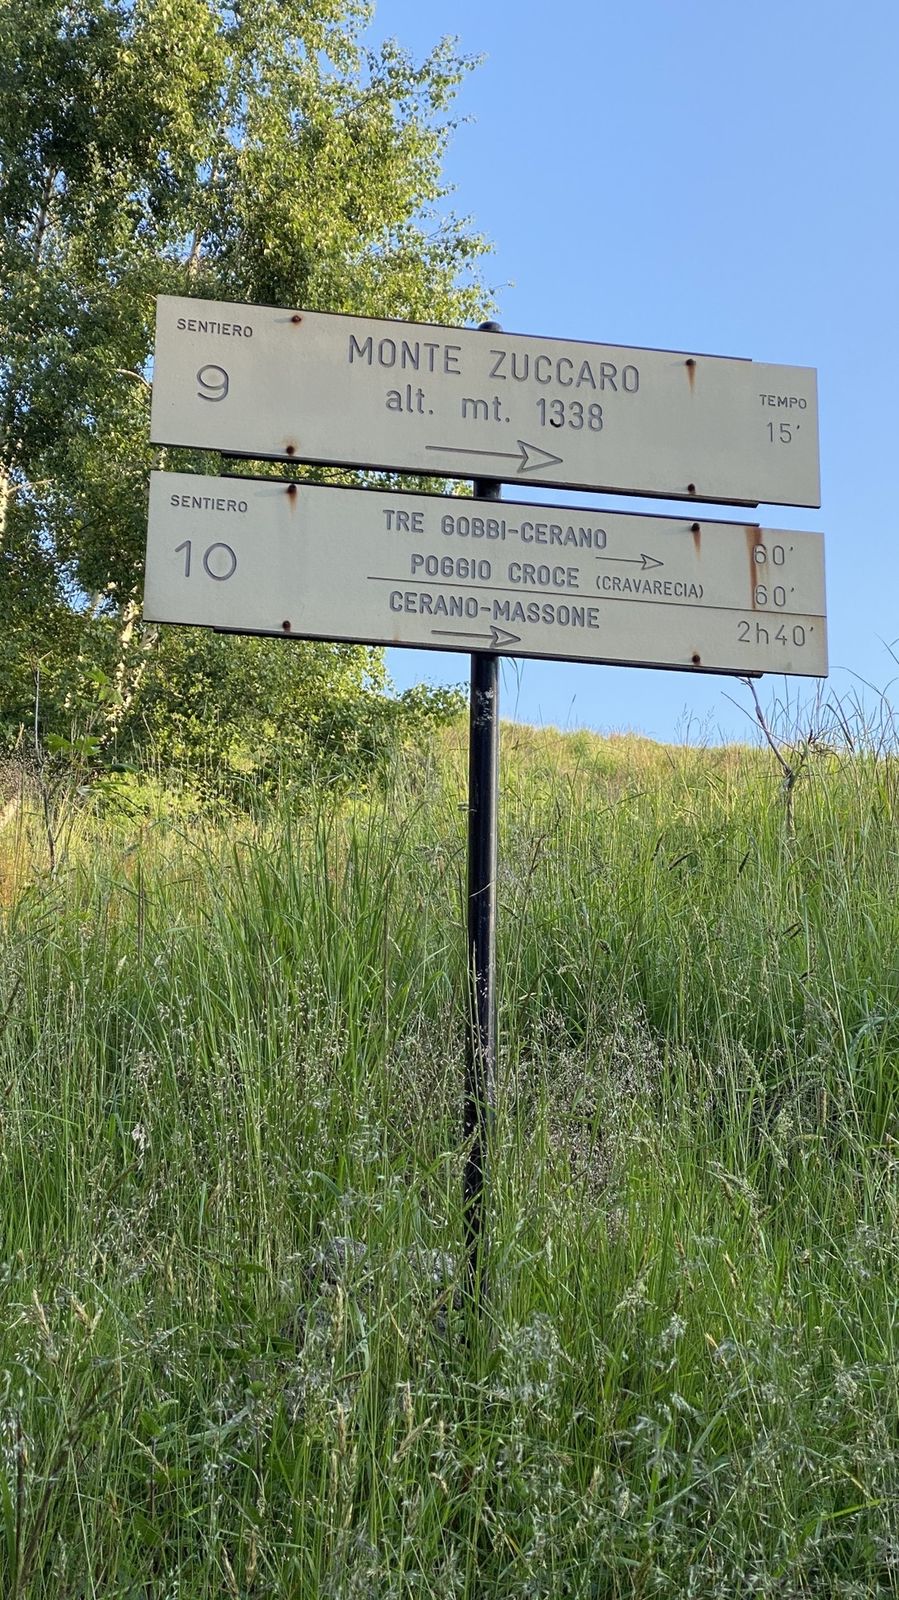 SENTIERO
9
MONTE ZUCCARO
alt. mt. 1338
TEMPO
15'
SENTIERO
10
TRE GOBBI-CERANO 60'
POGGIO CROCE (CRAVARECIA) 60'
CERANO-MASSONE 2h40'